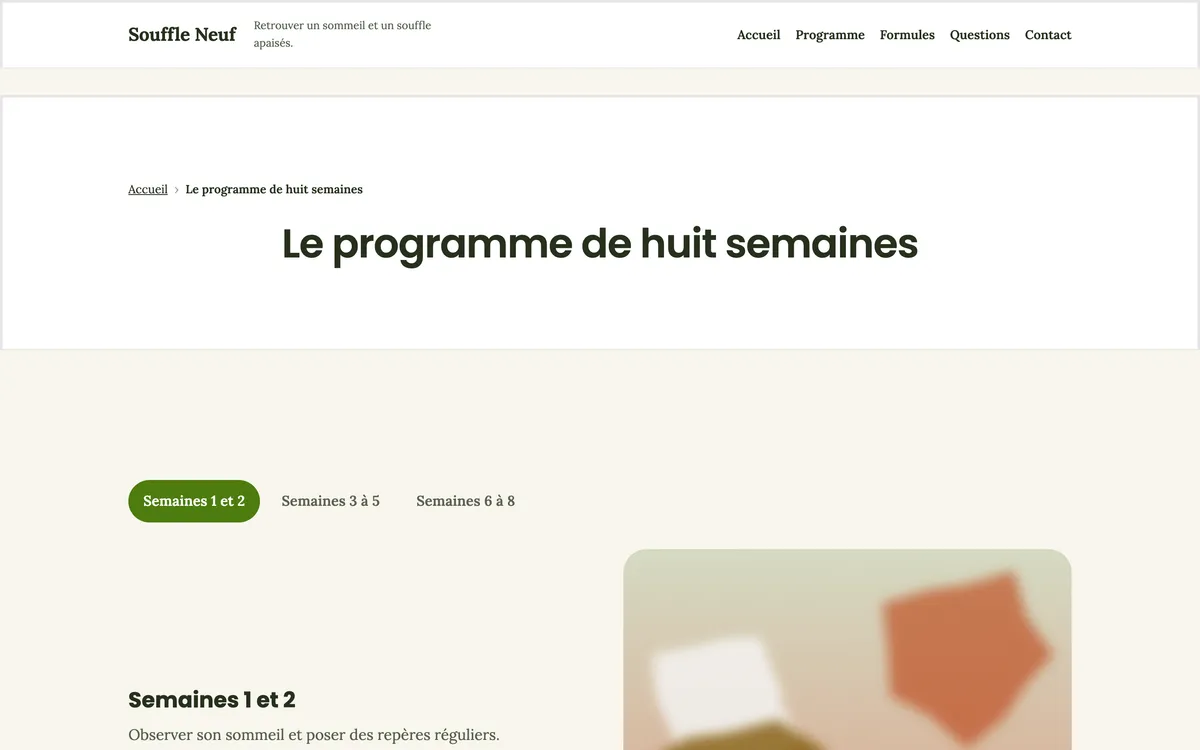 Souffle Neuf
Retrouver un sommeil et un souffle
apaisés.
Accueil Programme Formules Questions Contact
Accueil › Le programme de huit semaines
Le programme de huit semaines
Semaines 1 et 2 Semaines 3 à 5 Semaines 6 à 8
Semaines 1 et 2
Observer son sommeil et poser des repères réguliers.